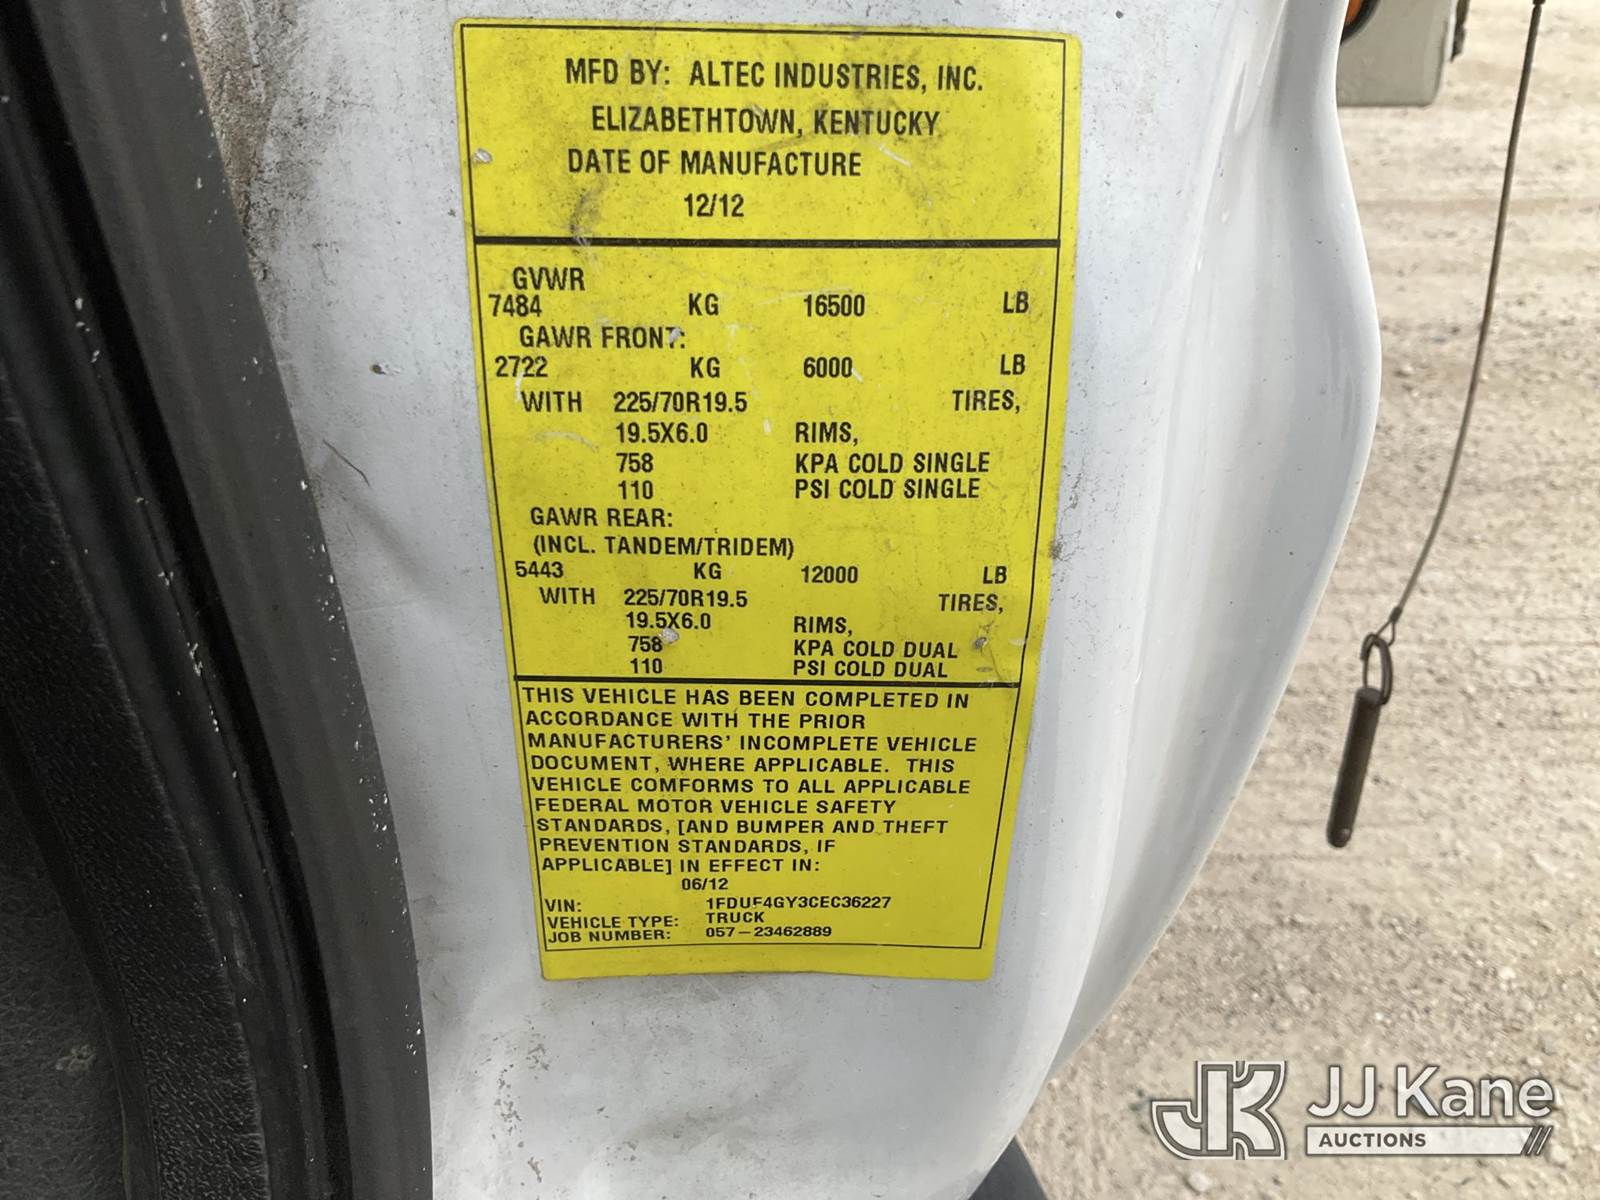 MFD BY: ALTEC INDUSTRIES, INC.
ELIZABETHTOWN, KENTUCKY
DATE OF MANUFACTURE
12/12
GVWR
7484 KG 16500 LB
GAWR FRONT:
2722 KG 6000 LB
WITH 225/70R19.5 TIRES,
19.5X6.0 RIMS,
758 KPA COLD SINGLE
110 PSI COLD SINGLE
GAWR REAR:
(INCL. TANDEM/TRIDEM)
5443 KG 12000 LB
WITH 225/70R19.5 TIRES,
19.5X6.0 RIMS,
758 KPA COLD DUAL
110 PSI COLD DUAL
THIS VEHICLE HAS BEEN COMPLETED IN
ACCORDANCE WITH THE PRIOR
MANUFACTURERS' INCOMPLETE VEHICLE
DOCUMENT, WHERE APPLICABLE. THIS
VEHICLE COMFORMS TO ALL APPLICABLE
FEDERAL MOTOR VEHICLE SAFETY
STANDARDS, [AND BUMPER AND THEFT
PREVENTION STANDARDS, IF
APPLICABLE] IN EFFECT IN:
06/12
VIN: 1FDUF4GY3CEC36227
VEHICLE TYPE: TRUCK
JOB NUMBER: 057-23462889
JK JJ Kane
AUCTIONS